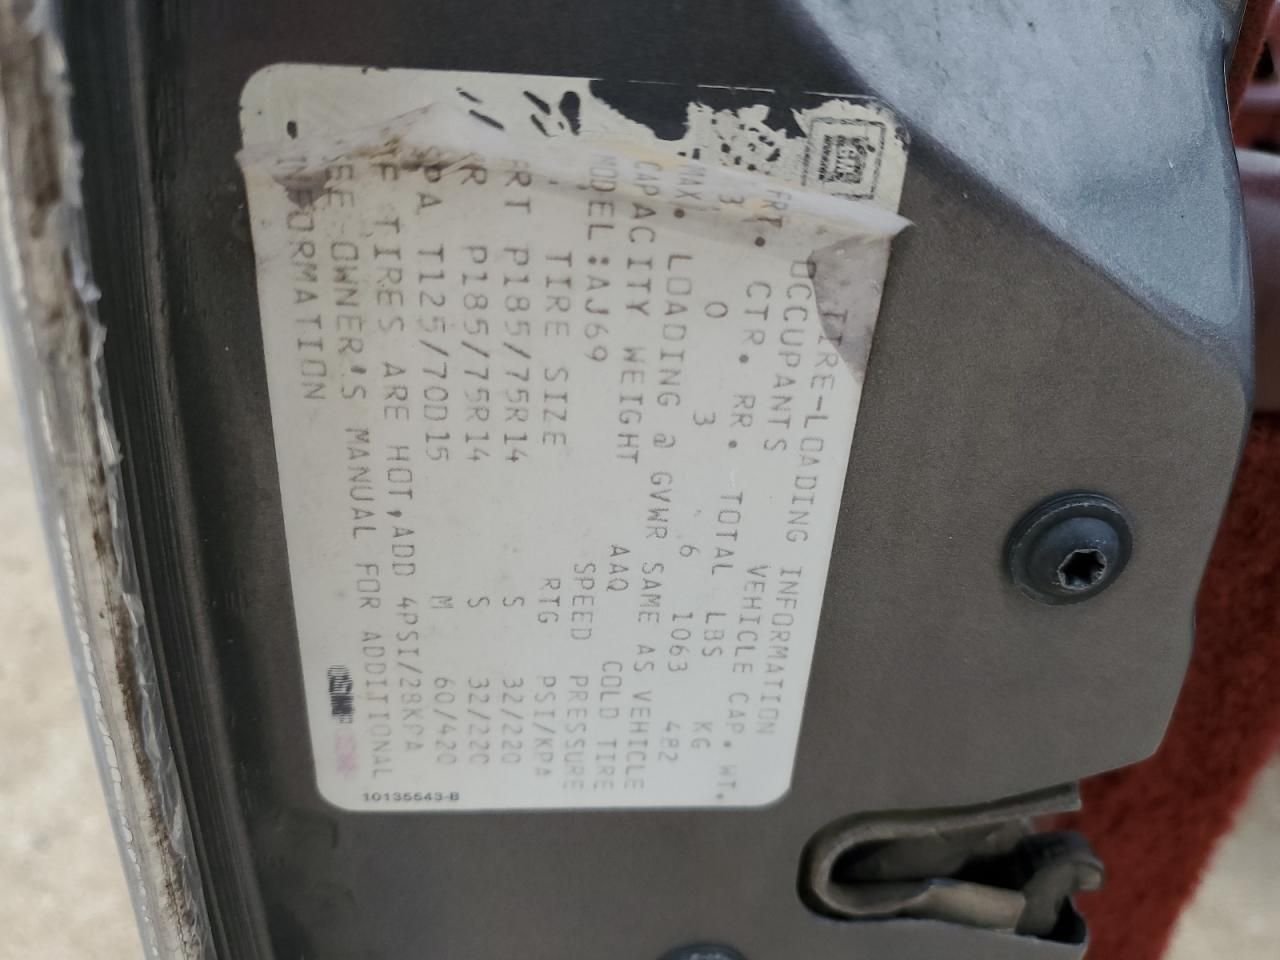 GM
TIRE-LOADING INFORMATION
OCCUPANTS VEHICLE CAP. WT.
FRT. CTR. RR. TOTAL LBS KG
3 0 3 6 1063 482
MAX. LOADING @ GVWR SAME AS VEHICLE
CAPACITY WEIGHT AAQ COLD TIRE
MODEL:AJ69 SPEED PRESSURE
TIRE SIZE RTG PSI/KPA
FRT P185/75R14 S 32/220
RR P185/75R14 S 32/220
SPA T125/70D15 M 60/420
IF TIRES ARE HOT,ADD 4PSI/28KPA
SEE OWNER'S MANUAL FOR ADDITIONAL
INFORMATION
10135543-B